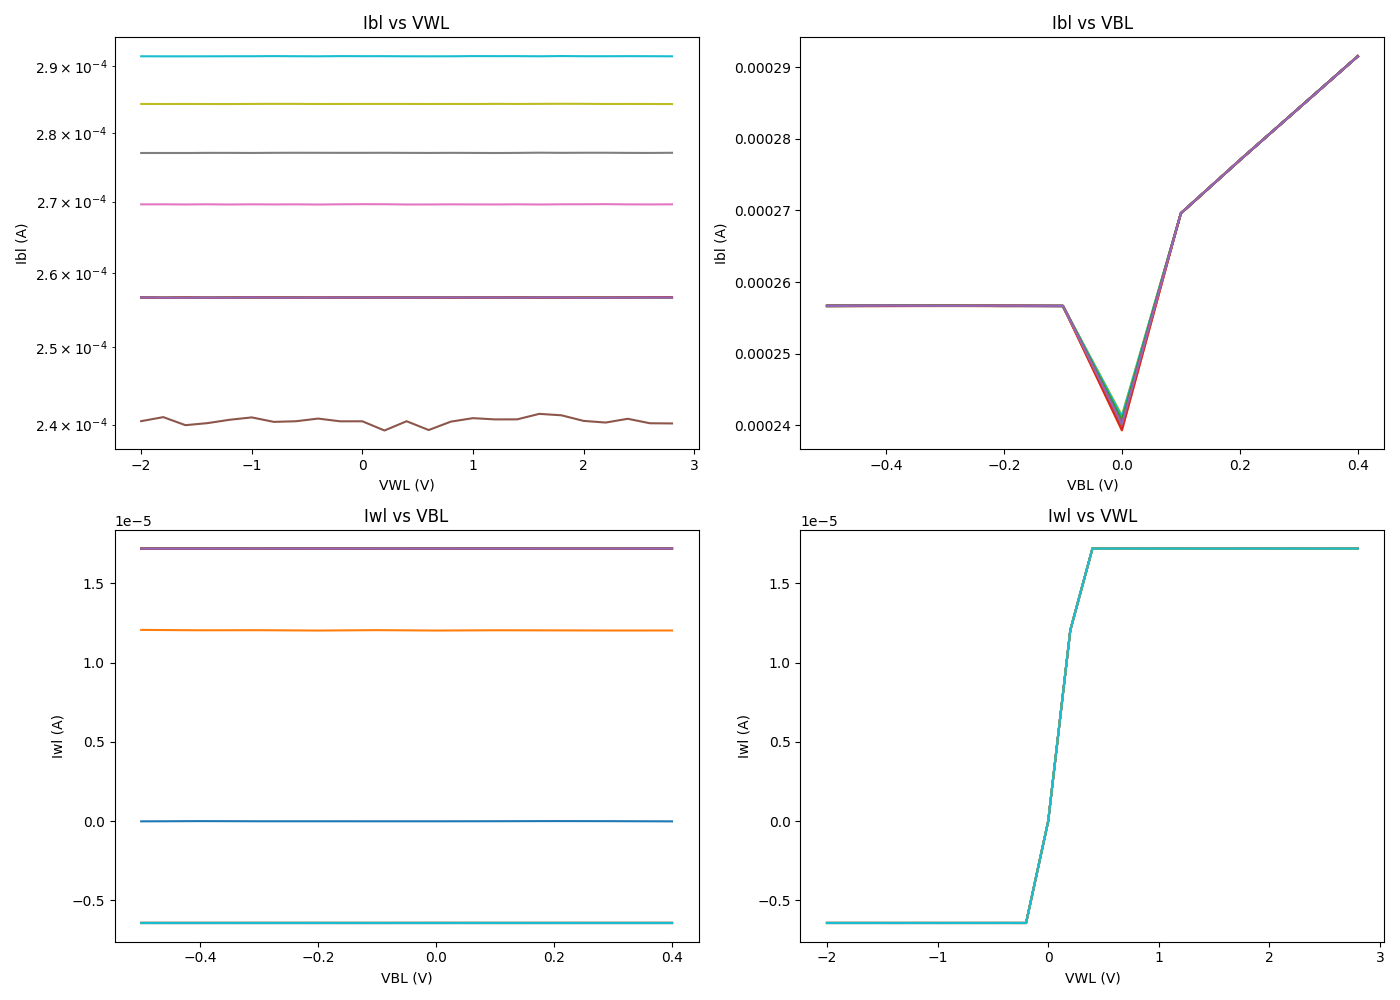 Ibl vs VWL
Ibl (A)
2.9 × 10⁻⁴
2.8 × 10⁻⁴
2.7 × 10⁻⁴
2.6 × 10⁻⁴
2.5 × 10⁻⁴
2.4 × 10⁻⁴
−2 −1 0 1 2 3
VWL (V)
Ibl vs VBL
Ibl (A)
0.00029
0.00028
0.00027
0.00026
0.00025
0.00024
−0.4 −0.2 0.0 0.2 0.4
VBL (V)
Iwl vs VBL
1e−5
Iwl (A)
1.5
1.0
0.5
0.0
−0.5
−0.4 −0.2 0.0 0.2 0.4
VBL (V)
Iwl vs VWL
1e−5
Iwl (A)
1.5
1.0
0.5
0.0
−0.5
−2 −1 0 1 2 3
VWL (V)